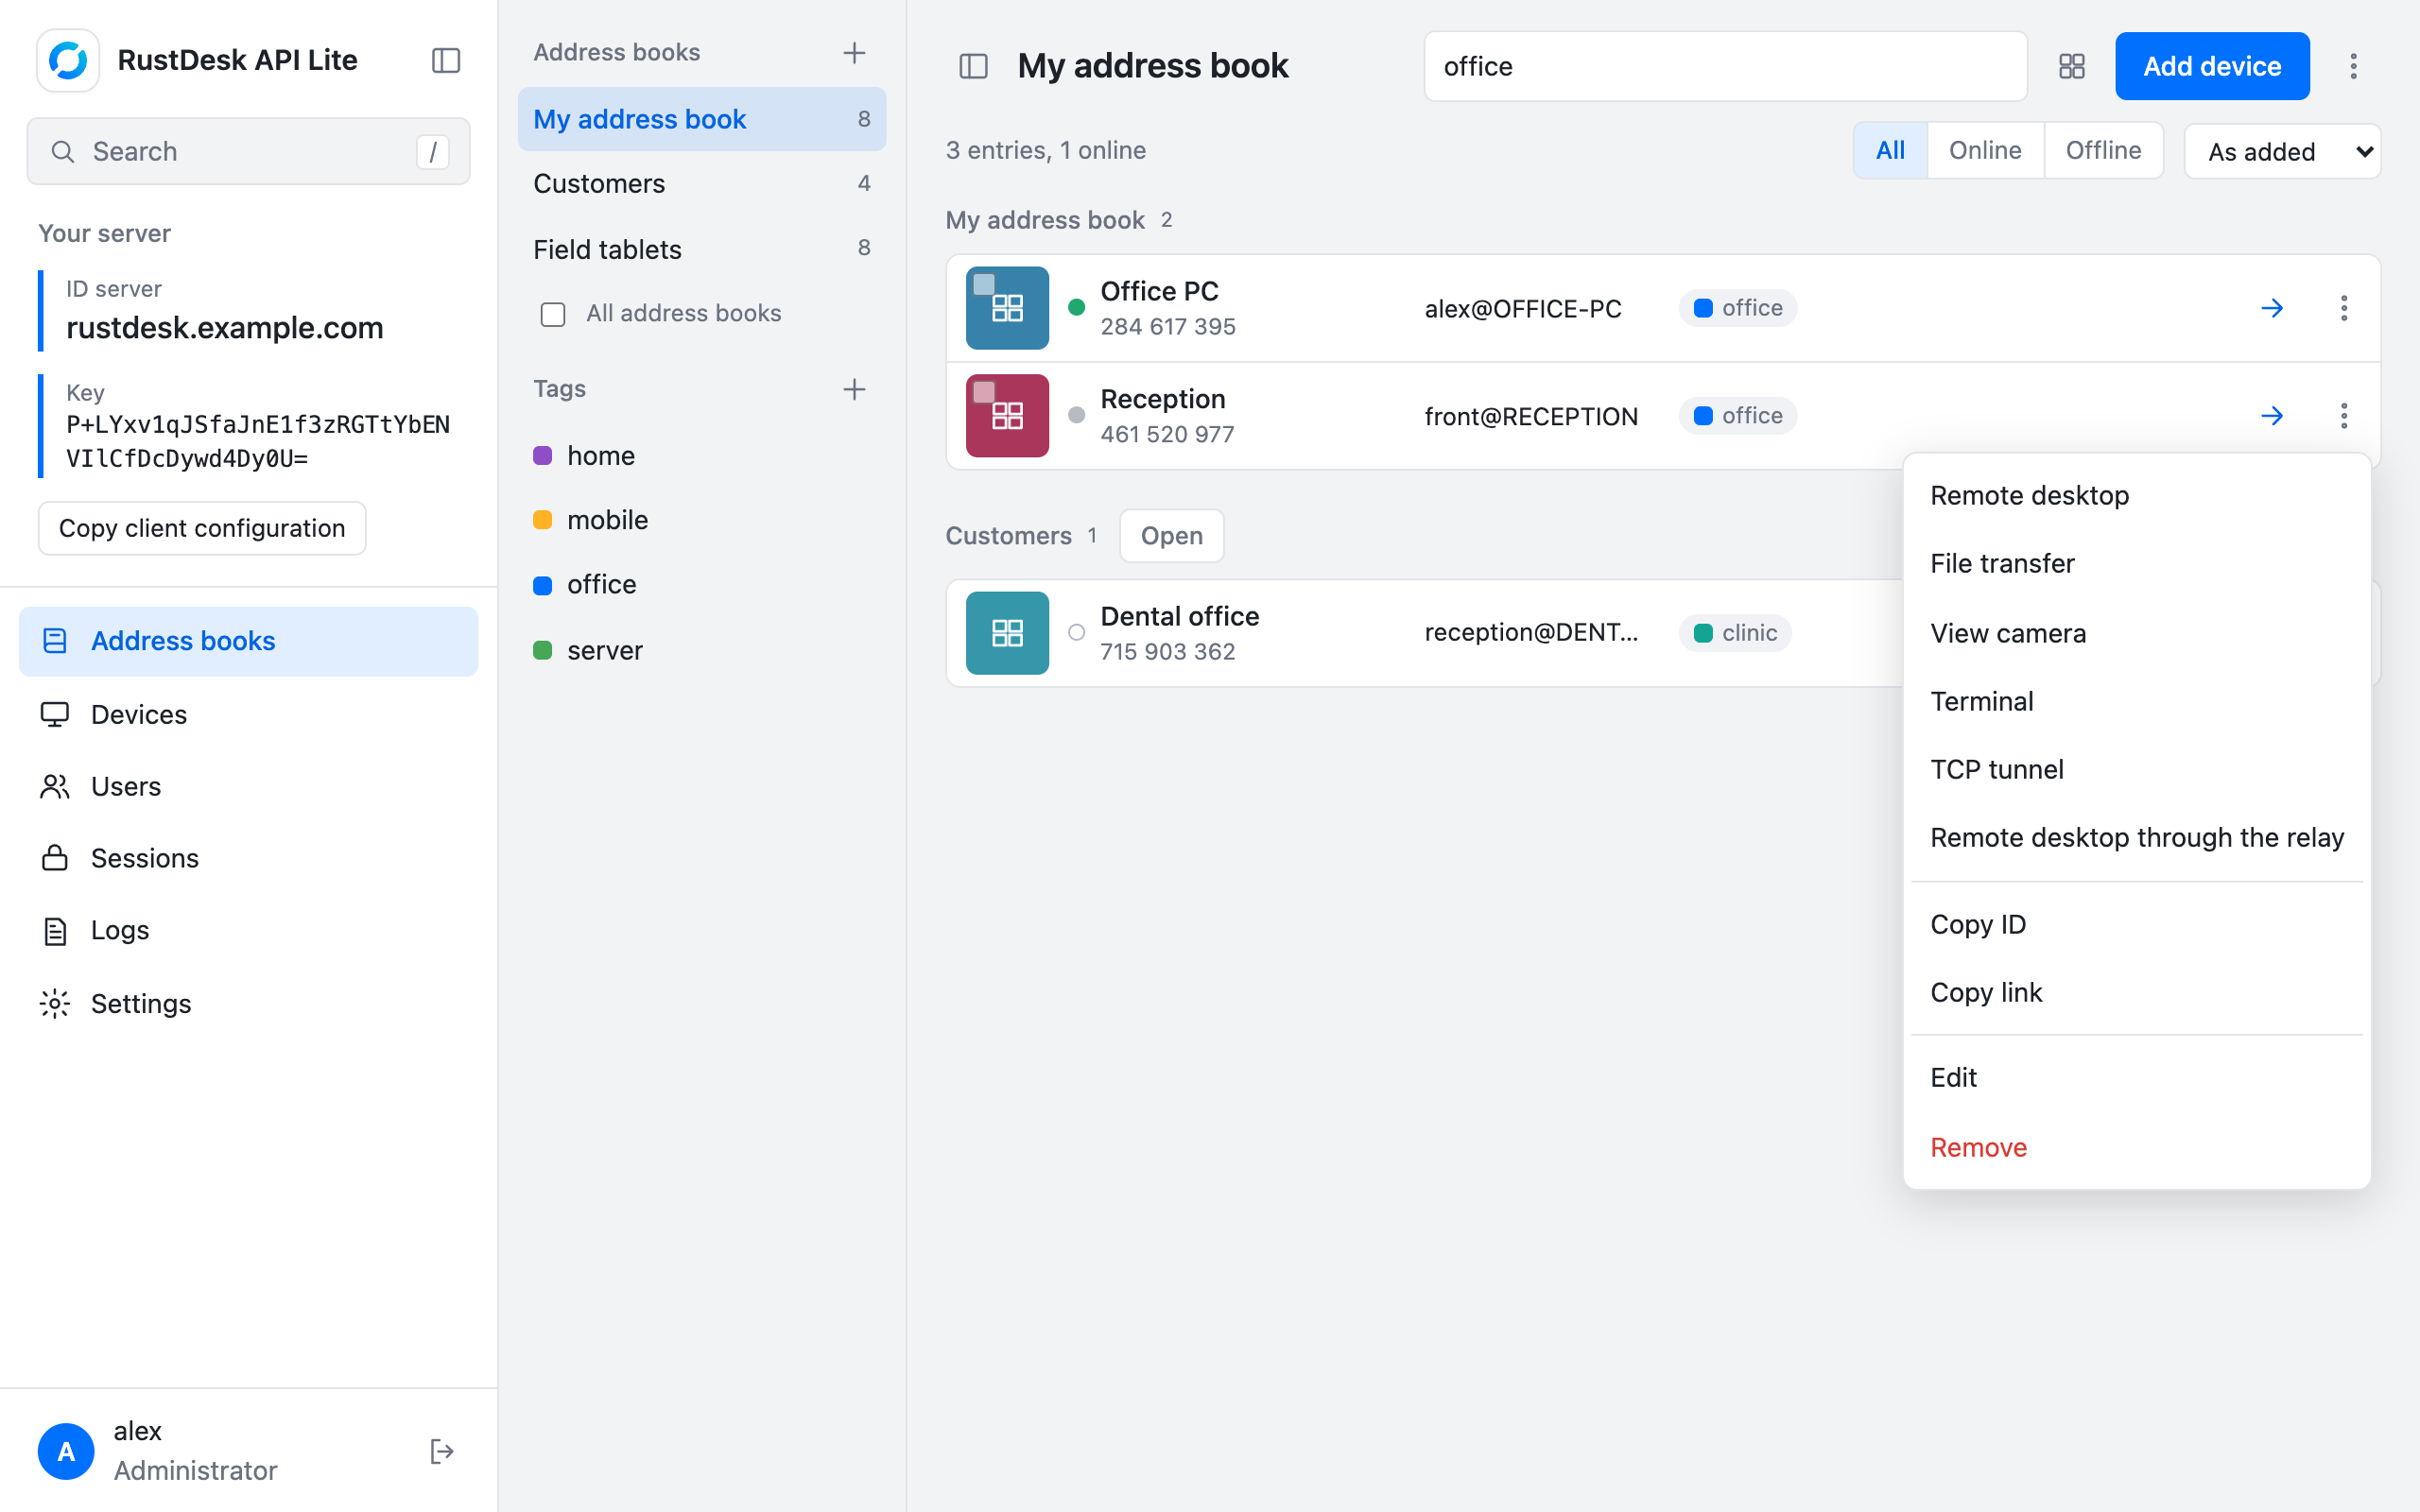 RustDesk API Lite
Search
/
Your server
ID server
rustdesk.example.com
Key
P+LYxv1qJSfaJnE1f3zRGTtYbEN
VIlCfDcDywd4Dy0U=
Copy client configuration
Address books
Devices
Users
Sessions
Logs
Settings
A
alex
Administrator
Address books
My address book 8
Customers 4
Field tablets 8
All address books
Tags
home
mobile
office
server
My address book
office
Add device
3 entries, 1 online
All
Online
Offline
As added
My address book 2
Office PC
284 617 395
alex@OFFICE-PC
office
Reception
461 520 977
front@RECEPTION
office
Customers 1
Open
Dental office
715 903 362
reception@DENT...
clinic
Remote desktop
File transfer
View camera
Terminal
TCP tunnel
Remote desktop through the relay
Copy ID
Copy link
Edit
Remove